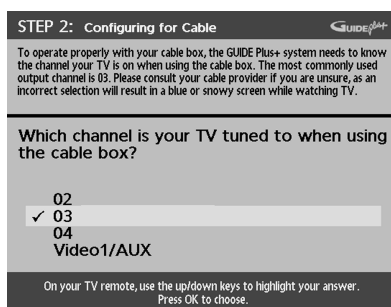 STEP 2: Configuring for Cable GUIDE plus+
To operate properly with your cable box, the GUIDE Plus+ system needs to know
the channel your TV is on when using the cable box. The most commonly used
output channel is 03. Please consult your cable provider if you are unsure, as an
incorrect selection will result in a blue or snowy screen while watching TV.
Which channel is your TV tuned to when using
the cable box?
02
✓ 03
04
Video1/AUX
On your TV remote, use the up/down keys to highlight your answer.
Press OK to choose.